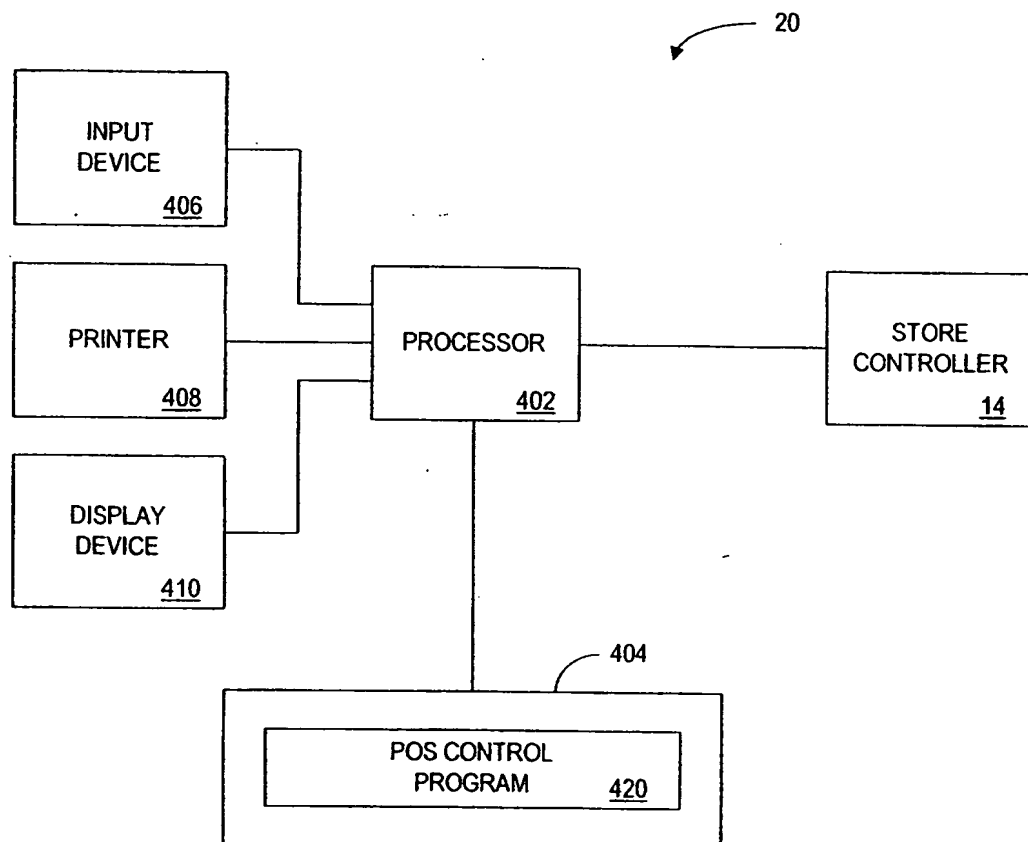 20
INPUT
DEVICE
406
PRINTER
408
DISPLAY
DEVICE
410
PROCESSOR
402
STORE
CONTROLLER
14
404
POS CONTROL
PROGRAM
420